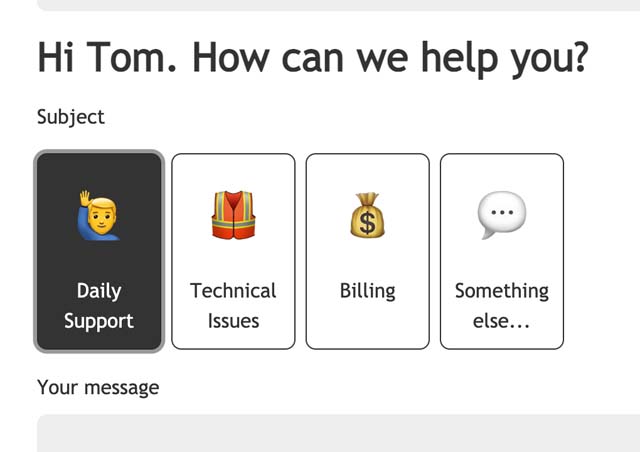 Hi Tom. How can we help you?
Subject
Daily
Support
Technical
Issues
Billing
Something
else...
Your message